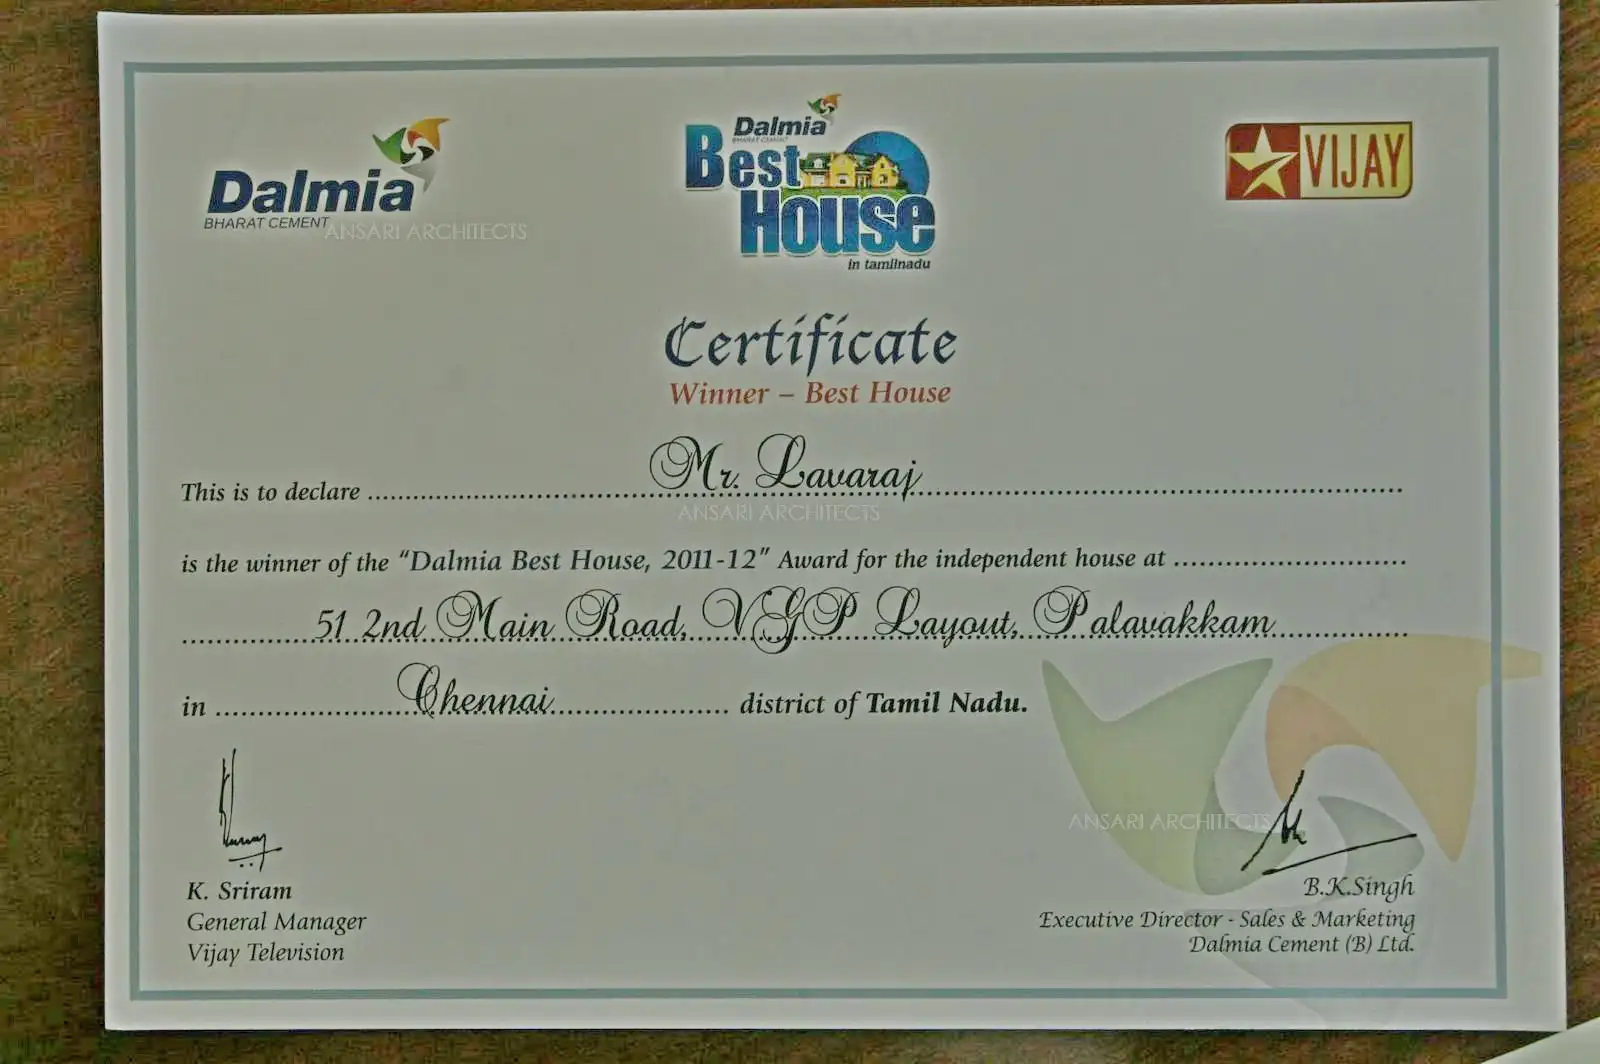 Dalmia
BHARAT CEMENT
ANSARI ARCHITECTS
Dalmia
BHARAT CEMENT
Best
House
in tamilnadu
VIJAY
Certificate
Winner – Best House
This is to declare ........ Mr. Lavaraj ........
ANSARI ARCHITECTS
is the winner of the “Dalmia Best House, 2011-12” Award for the independent house at ........
........ 51 2nd Main Road, VGP Layout, Palavakkam ........
in ........ Chennai ........ district of Tamil Nadu.
ANSARI ARCHITECTS
K. Sriram
General Manager
Vijay Television
B.K.Singh
Executive Director - Sales & Marketing
Dalmia Cement (B) Ltd.